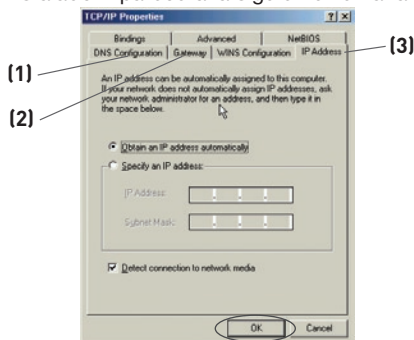 TCP/IP Properties
Bindings Advanced NetBIOS
DNS Configuration Gateway WINS Configuration IP Address
(1)
(2)
(3)
An IP address can be automatically assigned to this computer.
If your network does not automatically assign IP addresses, ask
your network administrator for an address, and then type it in
the space below.
Obtain an IP address automatically
Specify an IP address:
IP Address:
Subnet Mask:
Detect connection to network media
OK Cancel